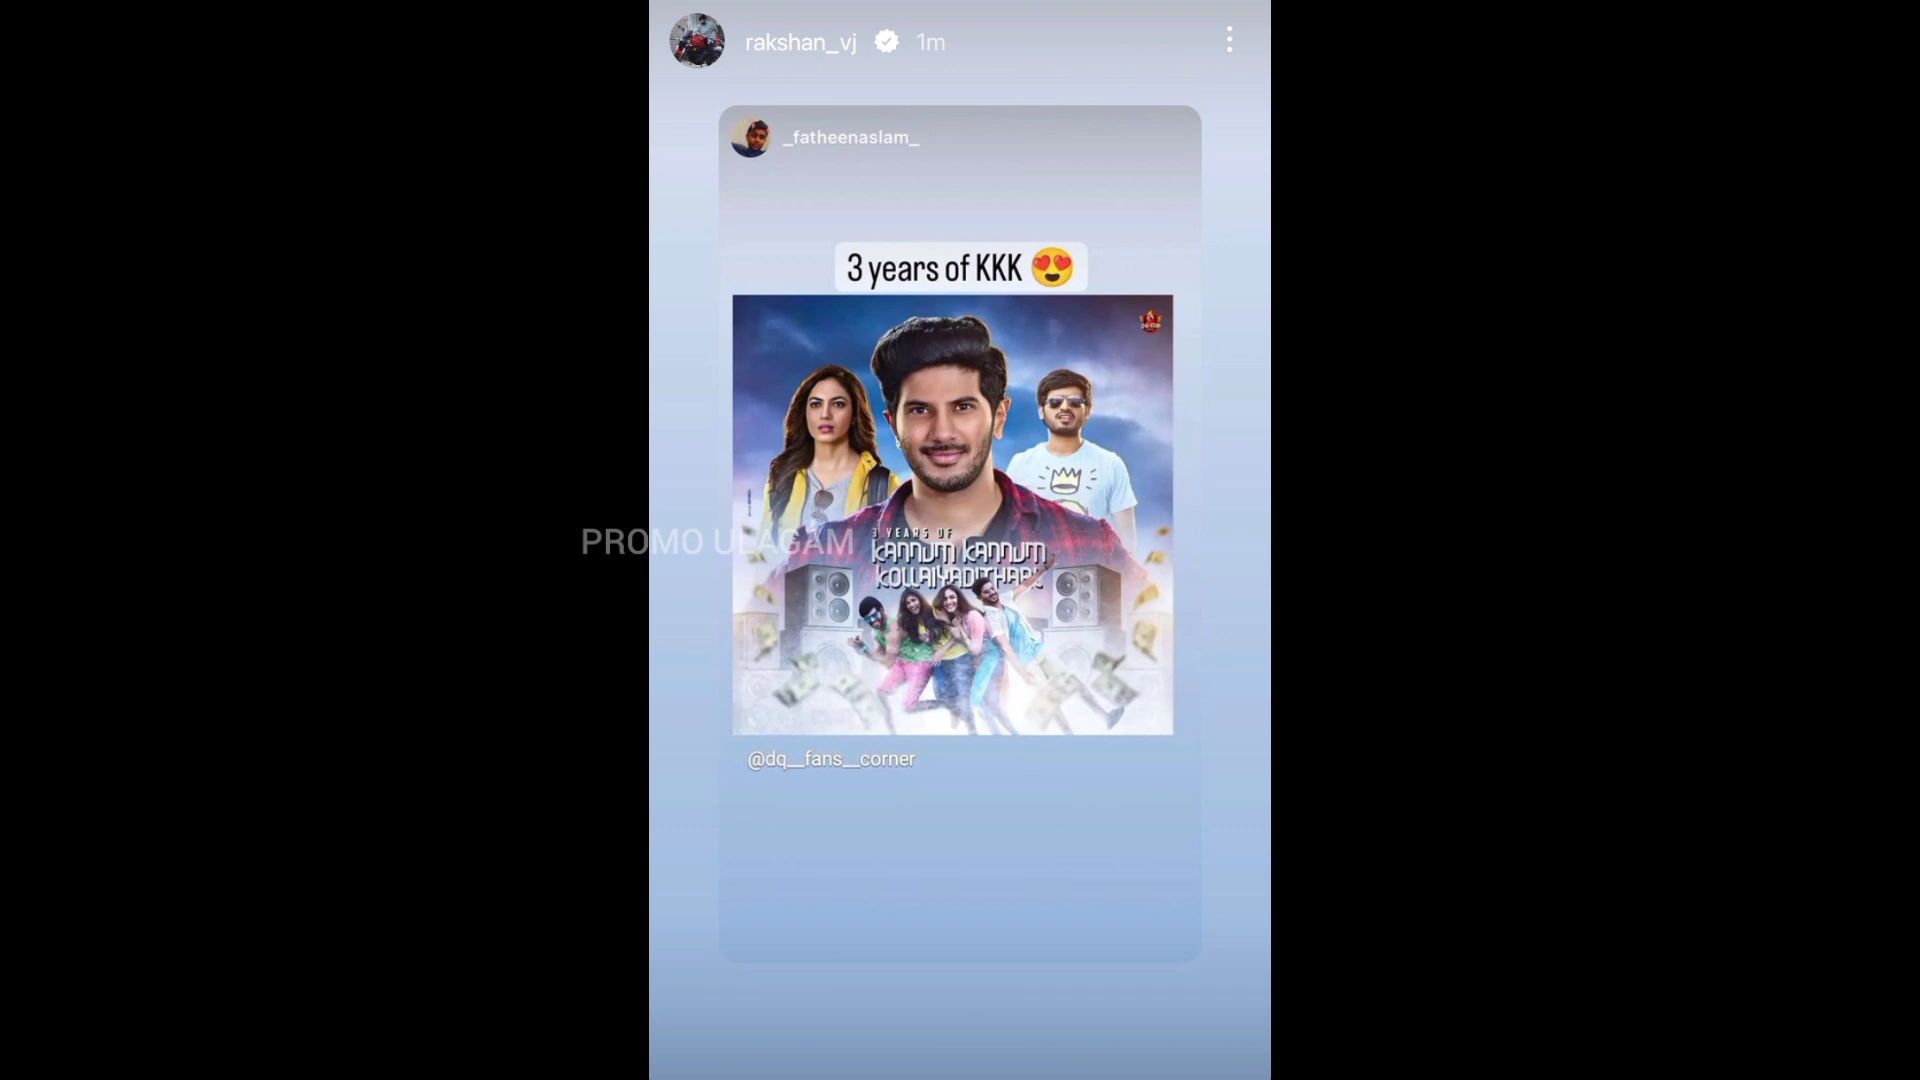 rakshan_vj 1m
_fatheenaslam_
3 years of KKK 😍
PROMO ULAGAM
3 YEARS OF
KANNUM KANNUM
KOLLAIYADITHAAL
@dq__fans__corner